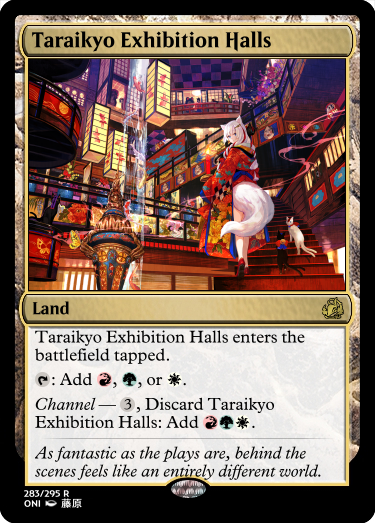 Taraikyo Exhibition Halls
Land
Taraikyo Exhibition Halls enters the
battlefield tapped.
: Add , , or .
Channel — 3, Discard Taraikyo
Exhibition Halls: Add .
As fantastic as the plays are, behind the
scenes feels like an entirely different world.
283/295 R
ONI 藤原